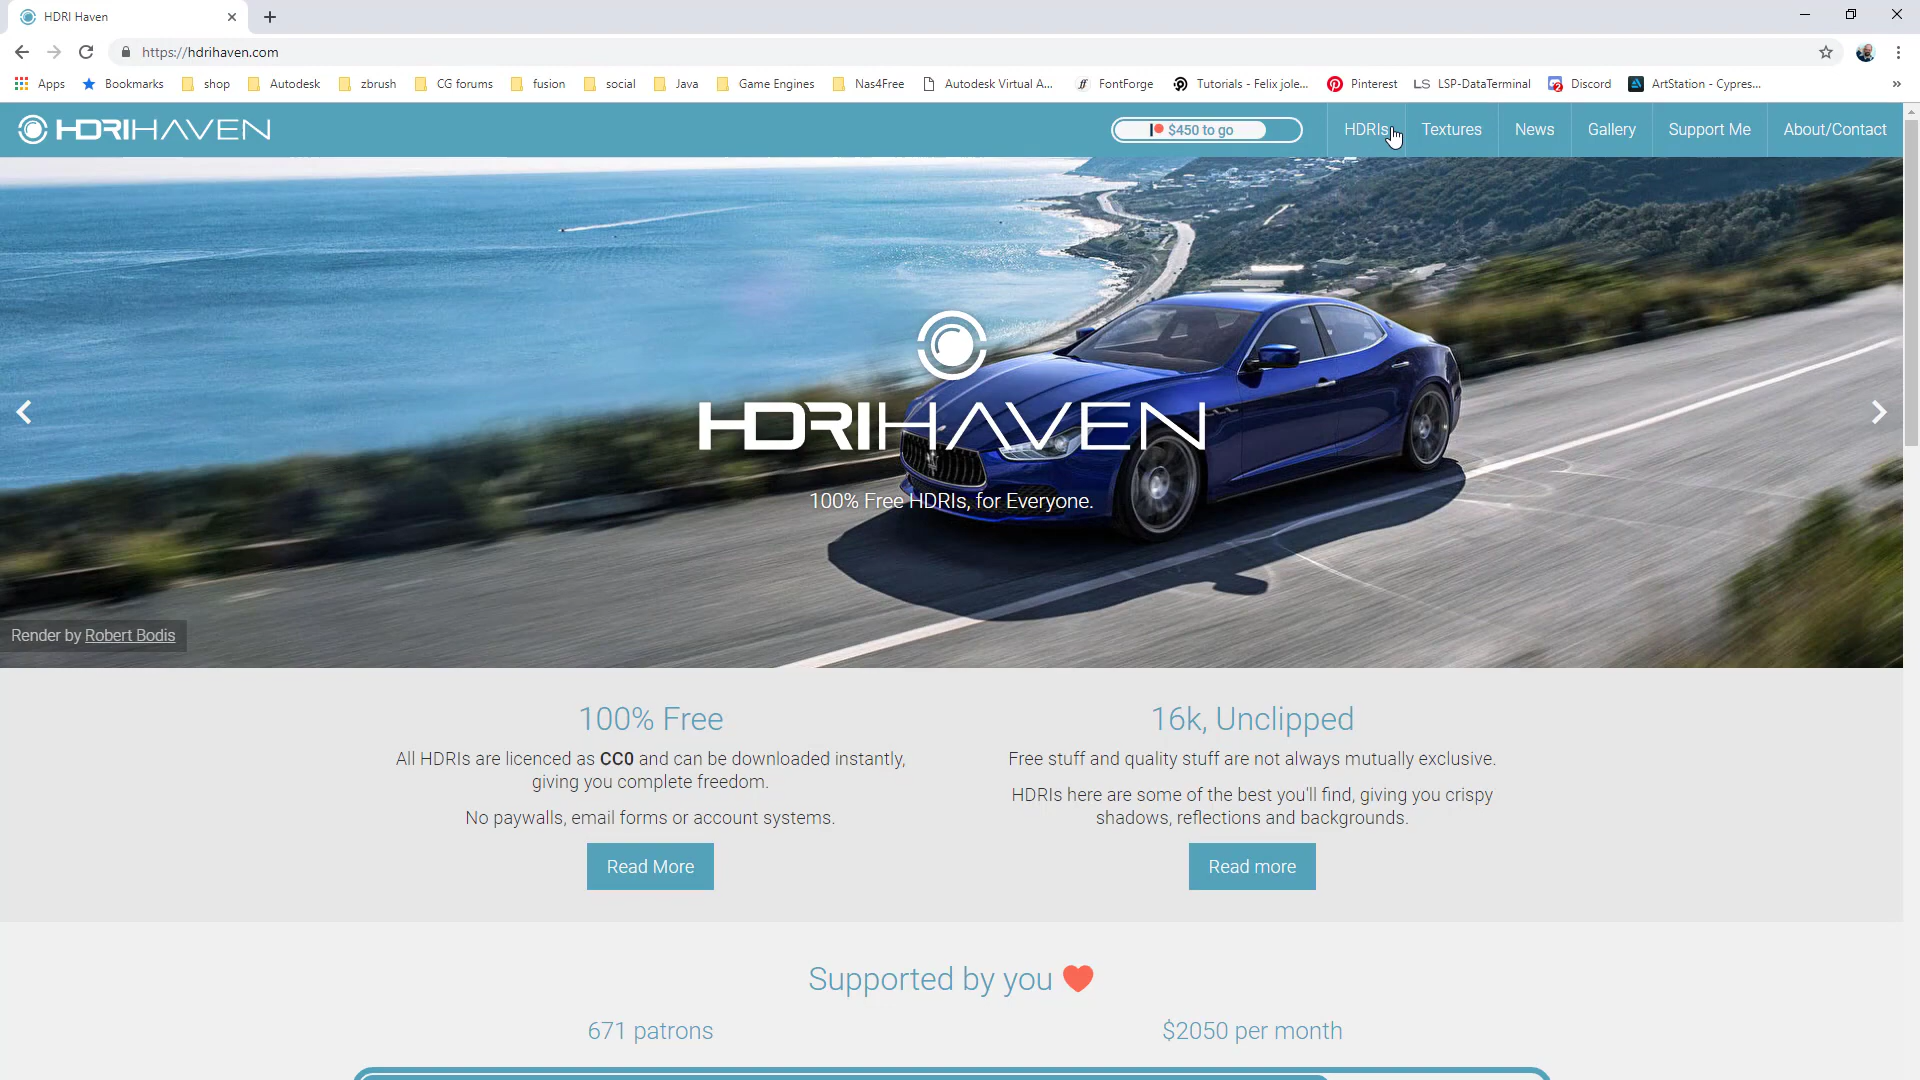 HDRI Haven
https://hdrihaven.com
Apps Bookmarks shop Autodesk zbrush CG forums fusion social Java Game Engines Nas4Free Autodesk Virtual A... FontForge Tutorials - Felix jole... Pinterest LS LSP-DataTerminal 2 Discord ArtStation - Cypres... »
HDRIHAVEN $450 to go HDRIs Textures News Gallery Support Me About/Contact
HDRIHAVEN
100% Free HDRIs, for Everyone.
Render by Robert Bodis
100% Free
All HDRIs are licenced as CC0 and can be downloaded instantly,
giving you complete freedom.
No paywalls, email forms or account systems.
Read More
16k, Unclipped
Free stuff and quality stuff are not always mutually exclusive.
HDRIs here are some of the best you'll find, giving you crispy
shadows, reflections and backgrounds.
Read more
Supported by you
671 patrons
$2050 per month